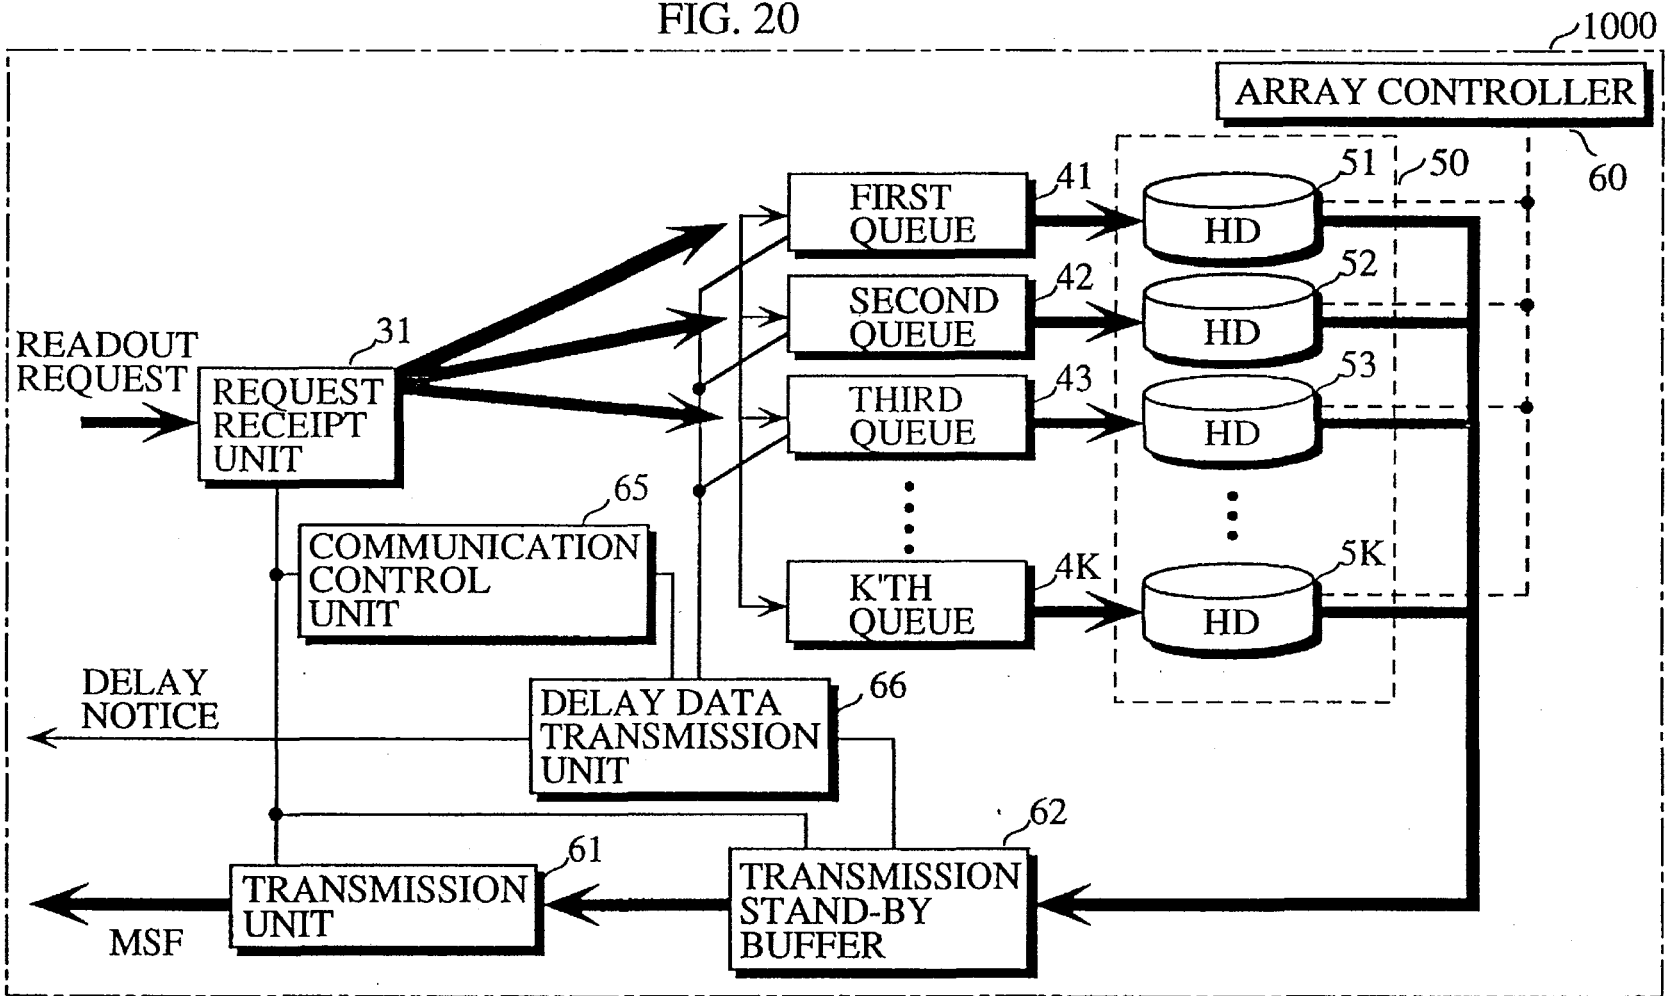 FIG. 20
1000
ARRAY CONTROLLER
60
50
FIRST
QUEUE
41
51
HD
SECOND
QUEUE
42
52
HD
THIRD
QUEUE
43
53
HD
K'TH
QUEUE
4K
5K
HD
READOUT
REQUEST
31
REQUEST
RECEIPT
UNIT
65
COMMUNICATION
CONTROL
UNIT
DELAY
NOTICE
66
DELAY DATA
TRANSMISSION
UNIT
62
TRANSMISSION
STAND-BY
BUFFER
61
TRANSMISSION
UNIT
MSF